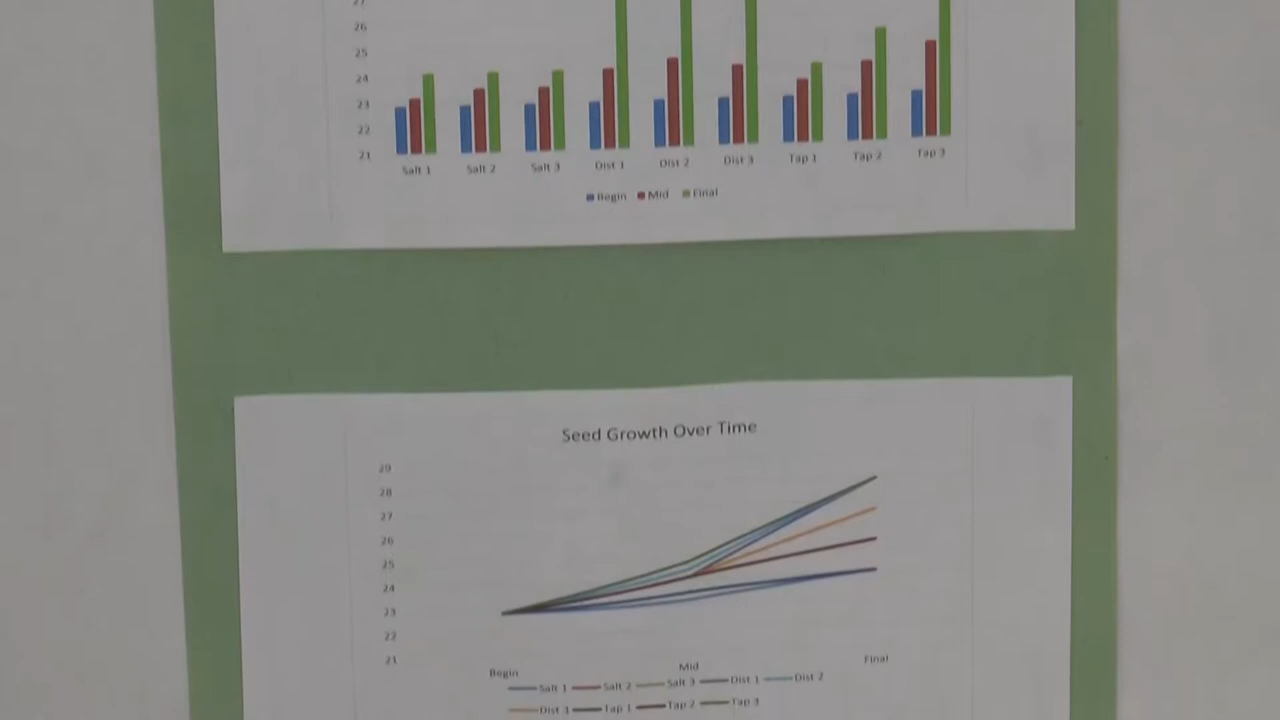 27
26
25
24
23
22
21
Salt 1 Salt 2 Salt 3 Dist 1 Dist 2 Dist 3 Tap 1 Tap 2 Tap 3
Begin Mid Final
Seed Growth Over Time
29
28
27
26
25
24
23
22
21
Begin Mid Final
Salt 1 Salt 2 Salt 3 Dist 1 Dist 2
Dist 3 Tap 1 Tap 2 Tap 3